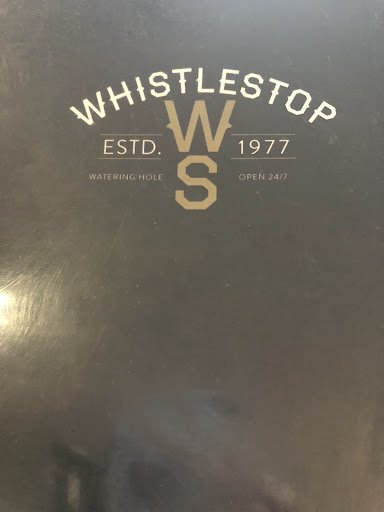 WHISTLESTOP
W
ESTD. 1977
WATERING HOLE OPEN 24/7
S